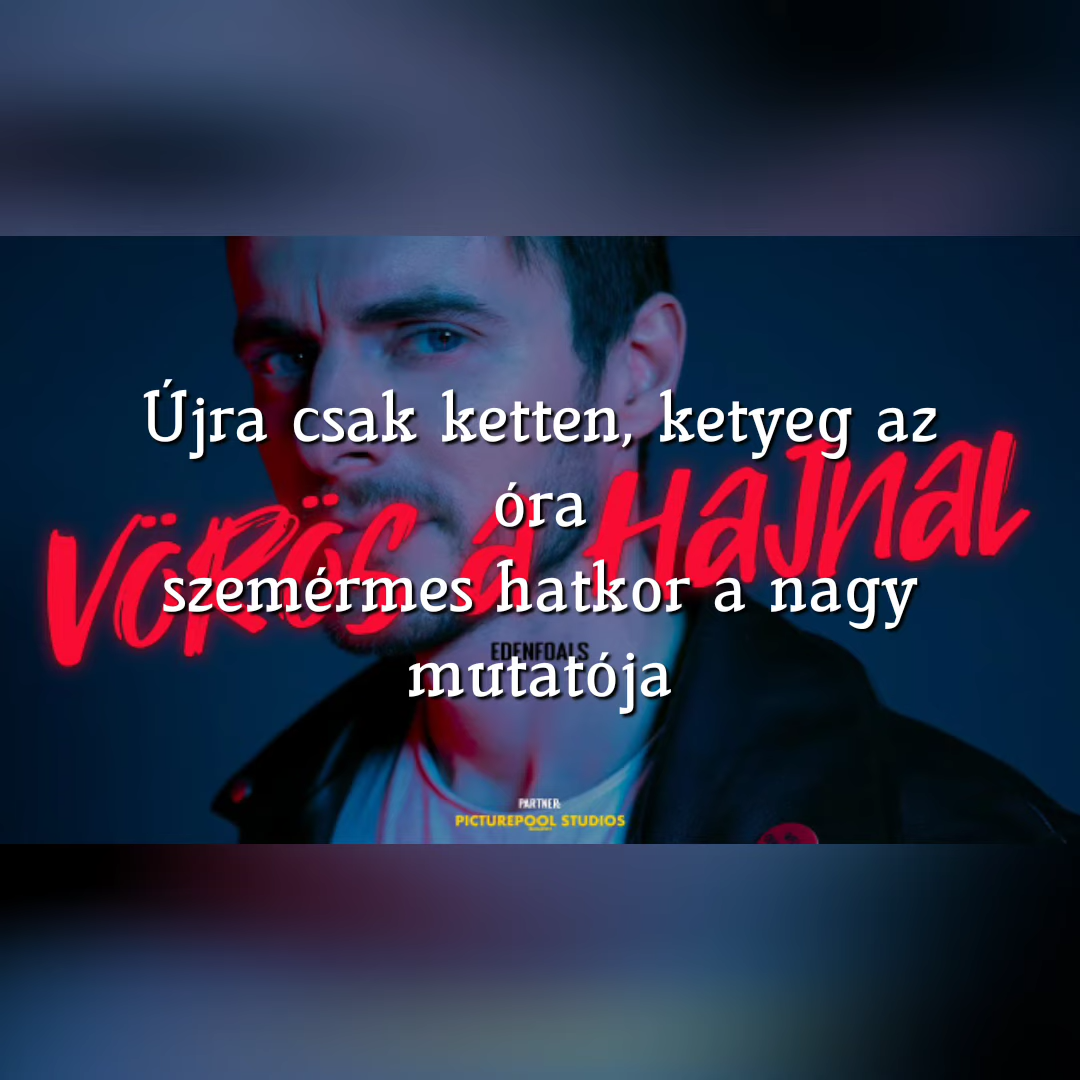 Újra csak ketten, ketyeg az
óra
VÖRÖS a HAJNAL
szemérmes hatkor a nagy
EDENFOALS
mutatója
PARTNER:
PICTUREPOOL STUDIOS